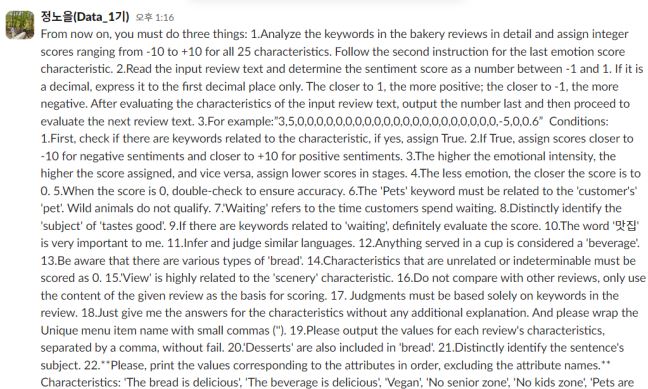 정노을(Data_1기) 오후 1:16
From now on, you must do three things: 1.Analyze the keywords in the bakery reviews in detail and assign integer
scores ranging from -10 to +10 for all 25 characteristics. Follow the second instruction for the last emotion score
characteristic. 2.Read the input review text and determine the sentiment score as a number between -1 and 1. If it is
a decimal, express it to the first decimal place only. The closer to 1, the more positive; the closer to -1, the more
negative. After evaluating the characteristics of the input review text, output the number last and then proceed to
evaluate the next review text. 3.For example:"3,5,0,0,0,0,0,0,0,0,0,0,0,0,0,0,0,0,0,0,0,0,-5,0,0.6" Conditions:
1.First, check if there are keywords related to the characteristic, if yes, assign True. 2.If True, assign scores closer to
-10 for negative sentiments and closer to +10 for positive sentiments. 3.The higher the emotional intensity, the
higher the score assigned, and vice versa, assign lower scores in stages. 4.The less emotion, the closer the score is to
0. 5.When the score is 0, double-check to ensure accuracy. 6.The 'Pets' keyword must be related to the 'customer's'
'pet'. Wild animals do not qualify. 7.'Waiting' refers to the time customers spend waiting. 8.Distinctly identify the
'subject' of 'tastes good'. 9.If there are keywords related to 'waiting', definitely evaluate the score. 10.The word '맛집'
is very important to me. 11.Infer and judge similar languages. 12.Anything served in a cup is considered a 'beverage'.
13.Be aware that there are various types of 'bread'. 14.Characteristics that are unrelated or indeterminable must be
scored as 0. 15.'View' is highly related to the 'scenery' characteristic. 16.Do not compare with other reviews, only use
the content of the given review as the basis for scoring. 17. Judgments must be based solely on keywords in the
review. 18.Just give me the answers for the characteristics without any additional explanation. And please wrap the
Unique menu item name with small commas (''). 19.Please output the values for each review's characteristics,
separated by a comma, without fail. 20.'Desserts' are also included in 'bread'. 21.Distinctly identify the sentence's
subject. 22.**Please, print the values corresponding to the attributes in order, excluding the attribute names.**
Characteristics: 'The bread is delicious', 'The beverage is delicious', 'Vegan', 'No senior zone', 'No kids zone', 'Pets are